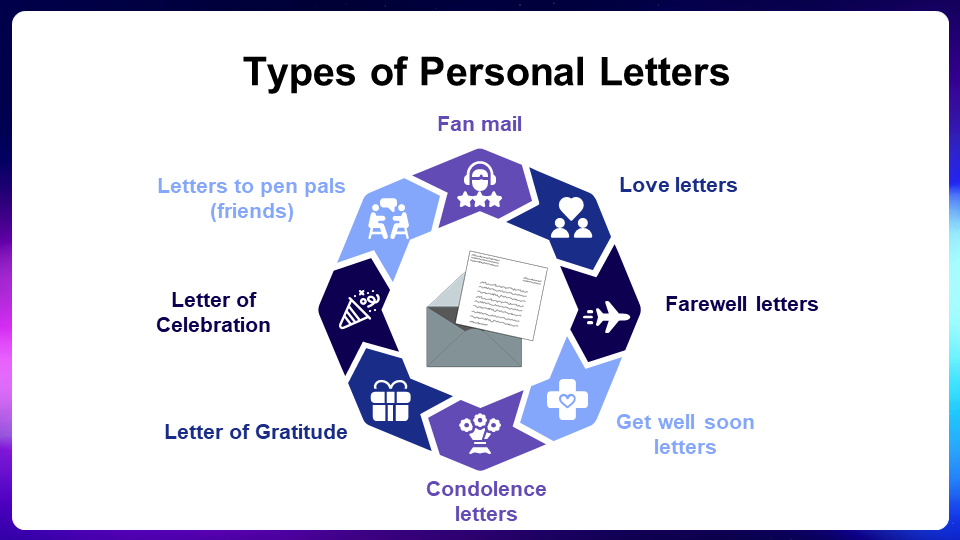 Types of Personal Letters
Fan mail
Love letters
Farewell letters
Get well soon
letters
Condolence
letters
Letter of Gratitude
Letter of
Celebration
Letters to pen pals
(friends)